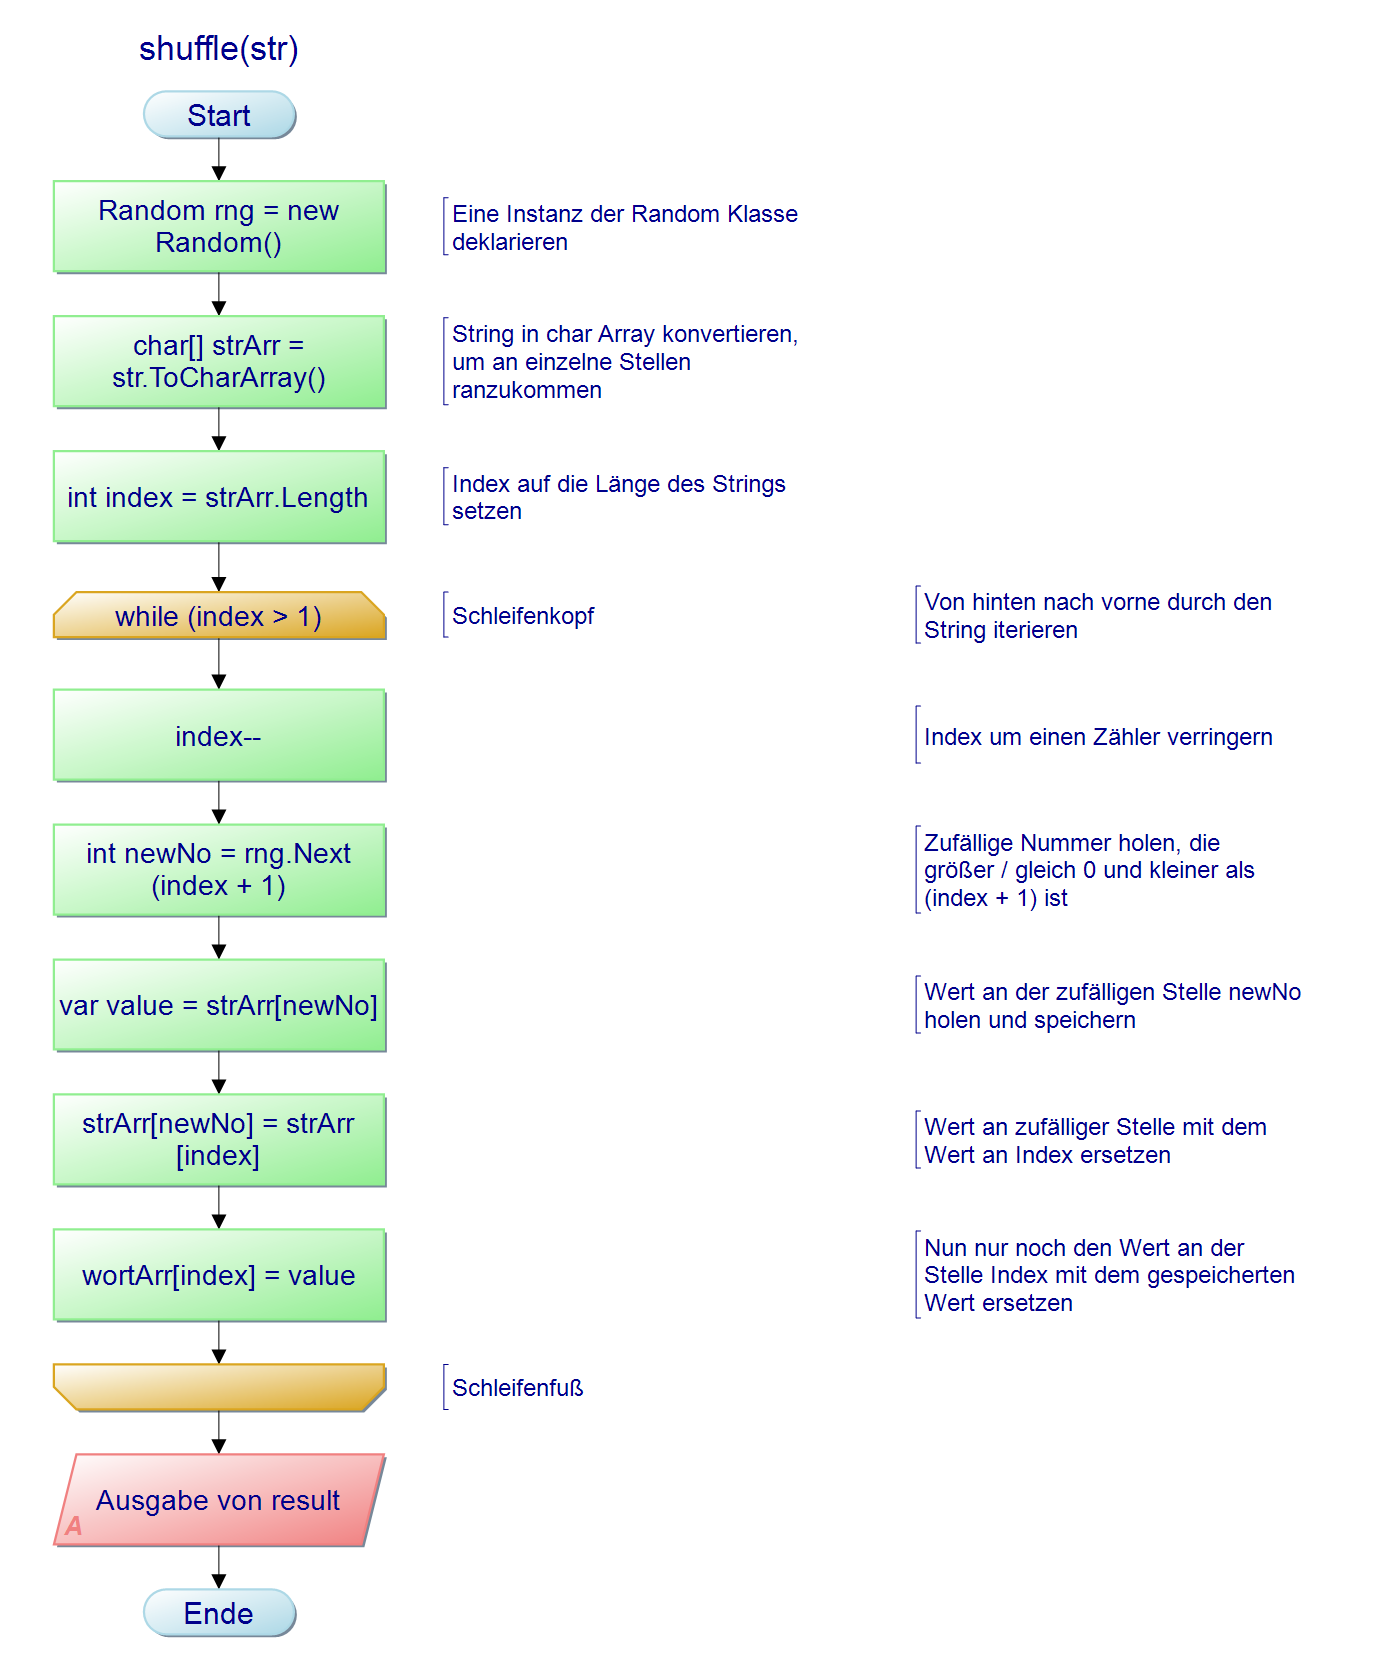 shuffle(str)
Start
Random rng = new
Random()
Eine Instanz der Random Klasse
deklarieren
char[] strArr =
str.ToCharArray()
String in char Array konvertieren,
um an einzelne Stellen
ranzukommen
int index = strArr.Length
Index auf die Länge des Strings
setzen
while (index > 1)
Schleifenkopf
Von hinten nach vorne durch den
String iterieren
index--
Index um einen Zähler verringern
int newNo = rng.Next
(index + 1)
Zufällige Nummer holen, die
größer / gleich 0 und kleiner als
(index + 1) ist
var value = strArr[newNo]
Wert an der zufälligen Stelle newNo
holen und speichern
strArr[newNo] = strArr
[index]
Wert an zufälliger Stelle mit dem
Wert an Index ersetzen
wortArr[index] = value
Nun nur noch den Wert an der
Stelle Index mit dem gespeicherten
Wert ersetzen
Schleifenfuß
Ausgabe von result
A
Ende